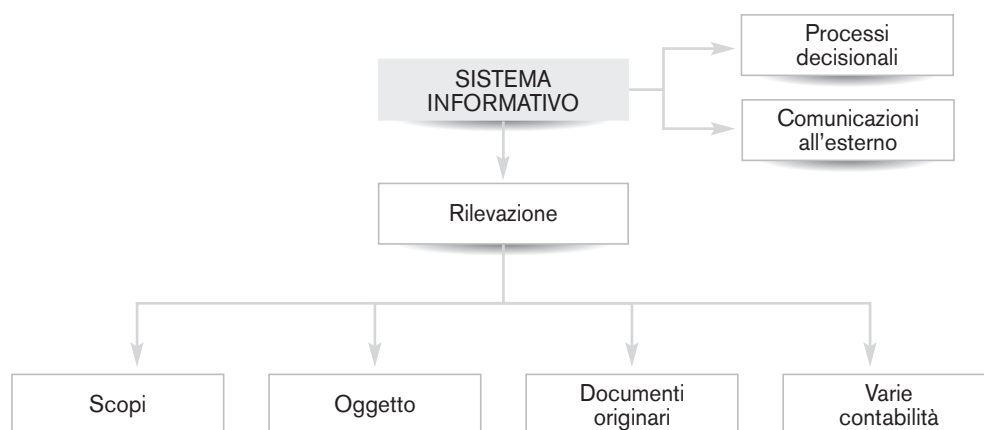 Processi
decisionali
SISTEMA
INFORMATIVO
Comunicazioni
all'esterno
Rilevazione
Scopi
Oggetto
Documenti
originari
Varie
contabilità